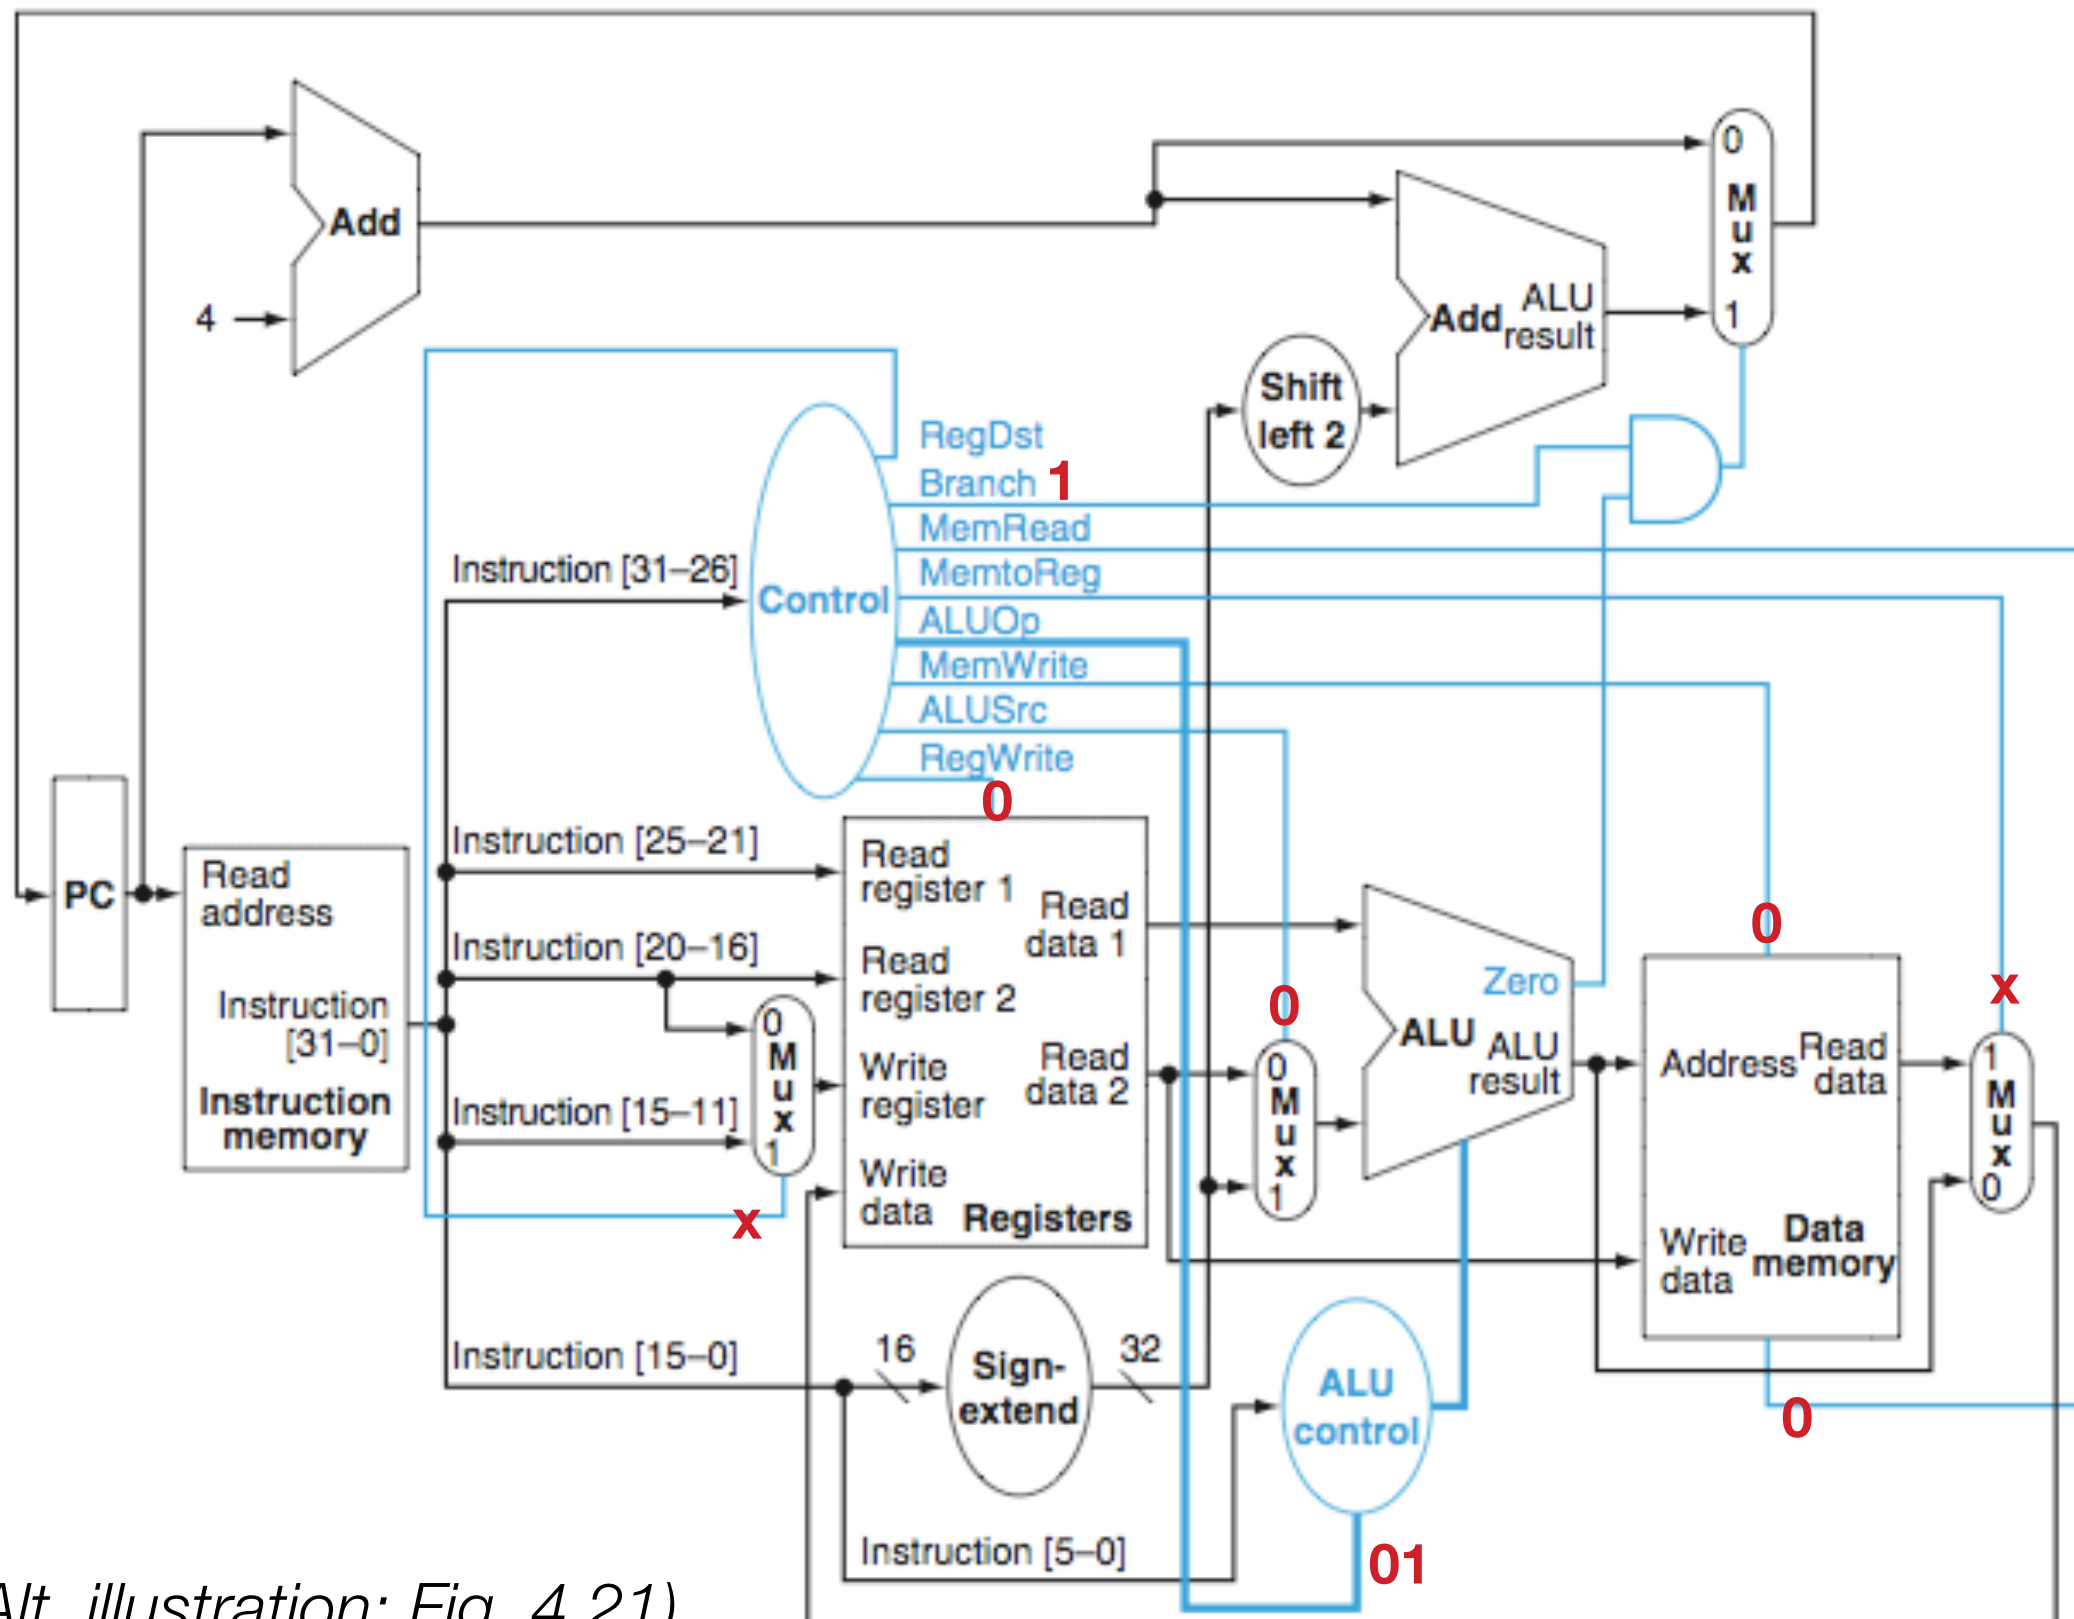 0
M
u
x
1
Add
4
Add
ALU
result
Shift
left 2
RegDst
Branch 1
MemRead
MemtoReg
ALUOp
MemWrite
ALUSrc
RegWrite
0
Control
Instruction [31–26]
Instruction [25–21]
Instruction [20–16]
Instruction [15–11]
Instruction [15–0]
Instruction [5–0]
PC
Read
address
Instruction
[31–0]
Instruction
memory
0
M
u
x
1
x
Read
register 1
Read
register 2
Write
register
Write
data
Read
data 1
Read
data 2
Registers
0
0
M
u
x
1
Zero
ALU
ALU
result
0
Address
Read
data
Write
data
Data
memory
0
x
1
M
u
x
0
16
Sign-
extend
32
ALU
control
01
Alt. illustration: Fig. 4.21)